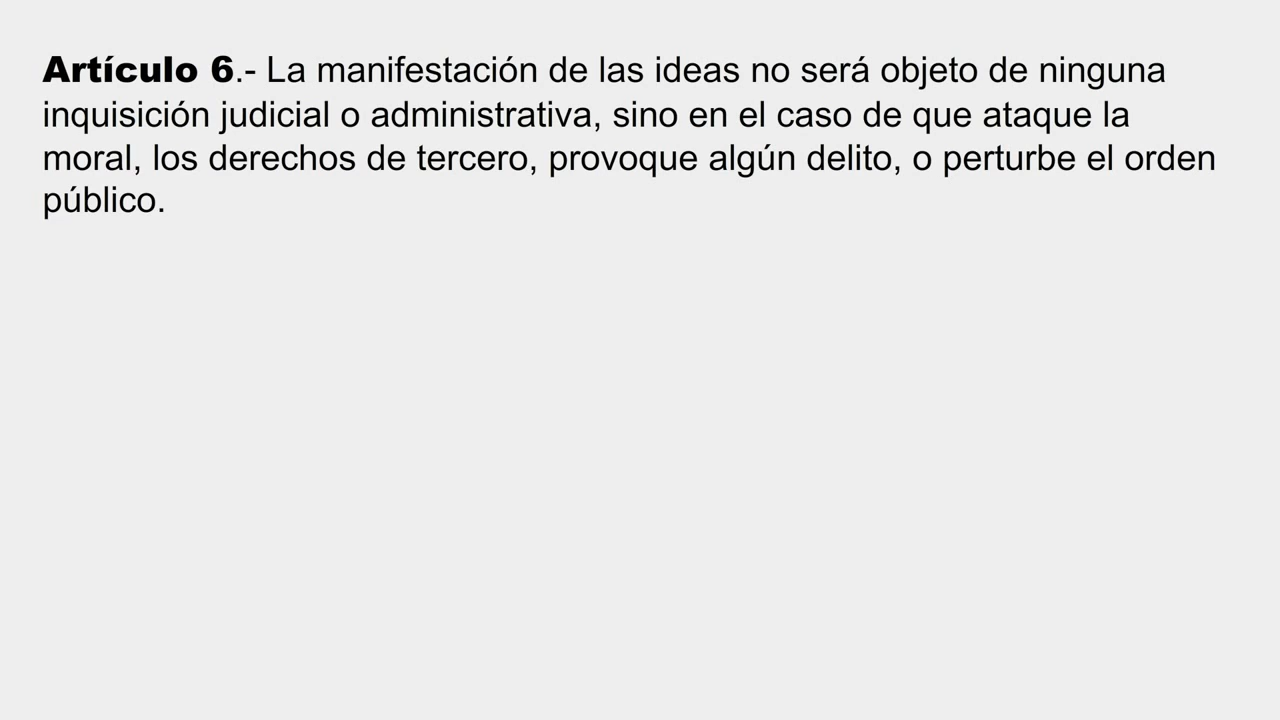 Artículo 6.- La manifestación de las ideas no será objeto de ninguna
inquisición judicial o administrativa, sino en el caso de que ataque la
moral, los derechos de tercero, provoque algún delito, o perturbe el orden
público.